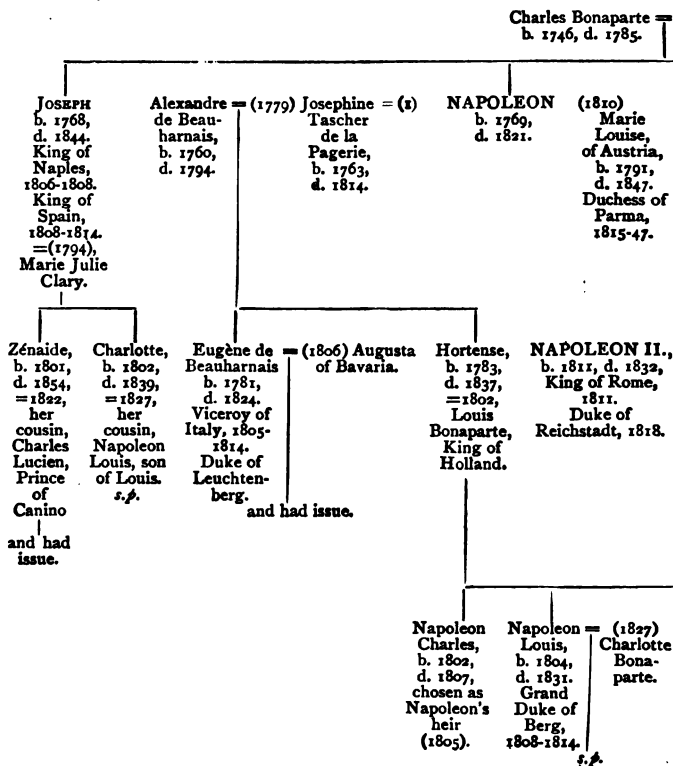 Charles Bonaparte =
b. 1746, d. 1785.
JOSEPH
b. 1768,
d. 1844.
King of
Naples,
1806-1808.
King of
Spain,
1808-1814.
=(1794),
Marie Julie
Clary.
Alexandre = (1779) Josephine = (1)
de Beau-
harnais,
b. 1760,
d. 1794.
Tascher
de la
Pagerie,
b. 1763,
d. 1814.
NAPOLEON
b. 1769,
d. 1821.
(1810)
Marie
Louise,
of Austria,
b. 1791,
d. 1847.
Duchess of
Parma,
1815-47.
Zénaide,
b. 1801,
d. 1854,
=1822,
her
cousin,
Charles
Lucien,
Prince
of
Canino
and had
issue.
Charlotte,
b. 1802,
d. 1839,
=1827,
her
cousin,
Napoleon
Louis, son
of Louis.
s.p.
Eugène de = (1806) Augusta
Beauharnais of Bavaria.
b. 1781,
d. 1824.
Viceroy of
Italy, 1805-
1814.
Duke of
Leuchten-
berg.
and had issue.
Hortense,
b. 1783,
d. 1837,
=1802,
Louis
Bonaparte,
King of
Holland.
NAPOLEON II.,
b. 1811, d. 1832,
King of Rome,
1811.
Duke of
Reichstadt, 1818.
Napoleon
Charles,
b. 1802,
d. 1807,
chosen as
Napoleon's
heir
(1805).
Napoleon = (1827)
Louis,
b. 1804,
d. 1831.
Grand
Duke of
Berg,
1808-1814.
Charlotte
Bona-
parte.
s.p.